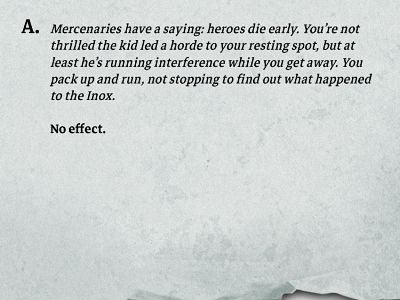 A. Mercenaries have a saying: heroes die early. You're not
thrilled the kid led a horde to your resting spot, but at
least he's running interference while you get away. You
pack up and run, not stopping to find out what happened
to the Inox.
No effect.